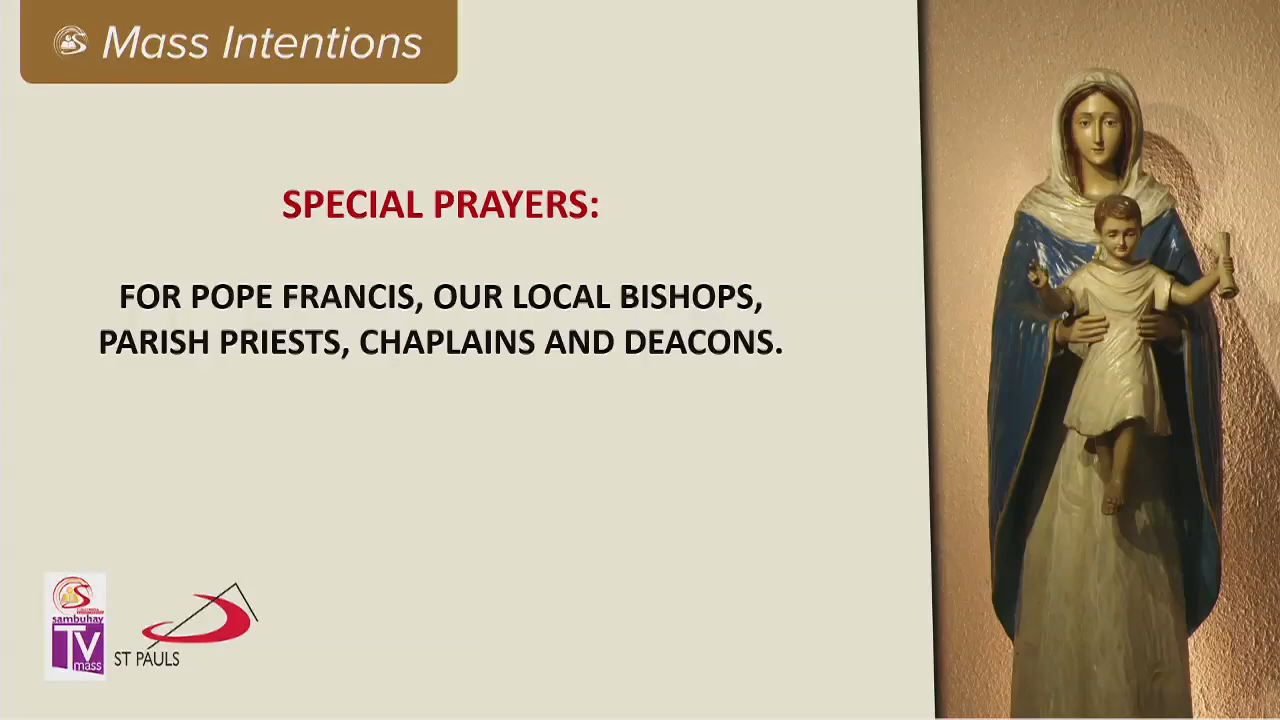 Mass Intentions
SPECIAL PRAYERS:
FOR POPE FRANCIS, OUR LOCAL BISHOPS,
PARISH PRIESTS, CHAPLAINS AND DEACONS.
sambuhay
TV
mass
ST PAULS